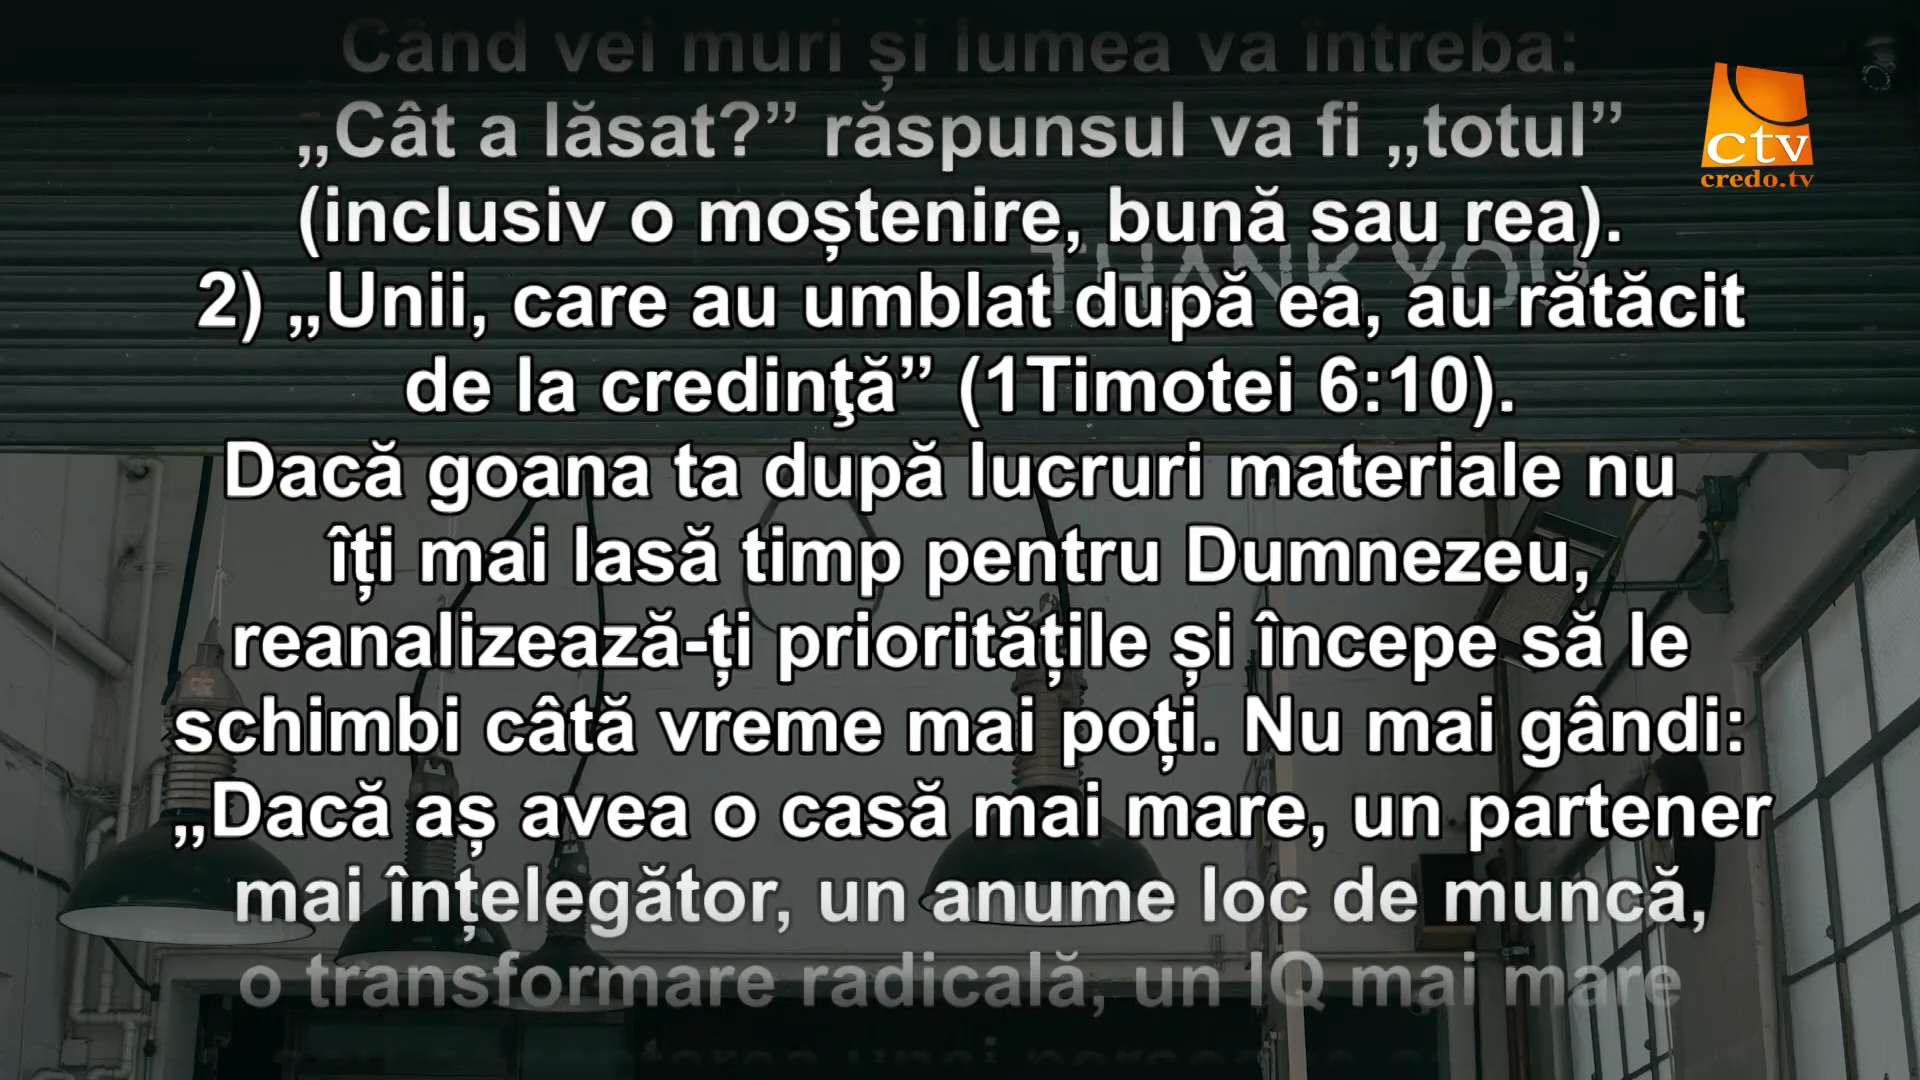 Când vei muri și lumea va întreba:
„Cât a lăsat?” răspunsul va fi „totul”
(inclusiv o moștenire, bună sau rea).
2) „Unii, care au umblat după ea, au rătăcit
de la credinţă” (1Timotei 6:10).
Dacă goana ta după lucruri materiale nu
îți mai lasă timp pentru Dumnezeu,
reanalizează-ți prioritățile și începe să le
schimbi câtă vreme mai poți. Nu mai gândi:
„Dacă aș avea o casă mai mare, un partener
mai înțelegător, un anume loc de muncă,
o transformare radicală, un IQ mai mare
ctv
credo.tv
THANK YOU